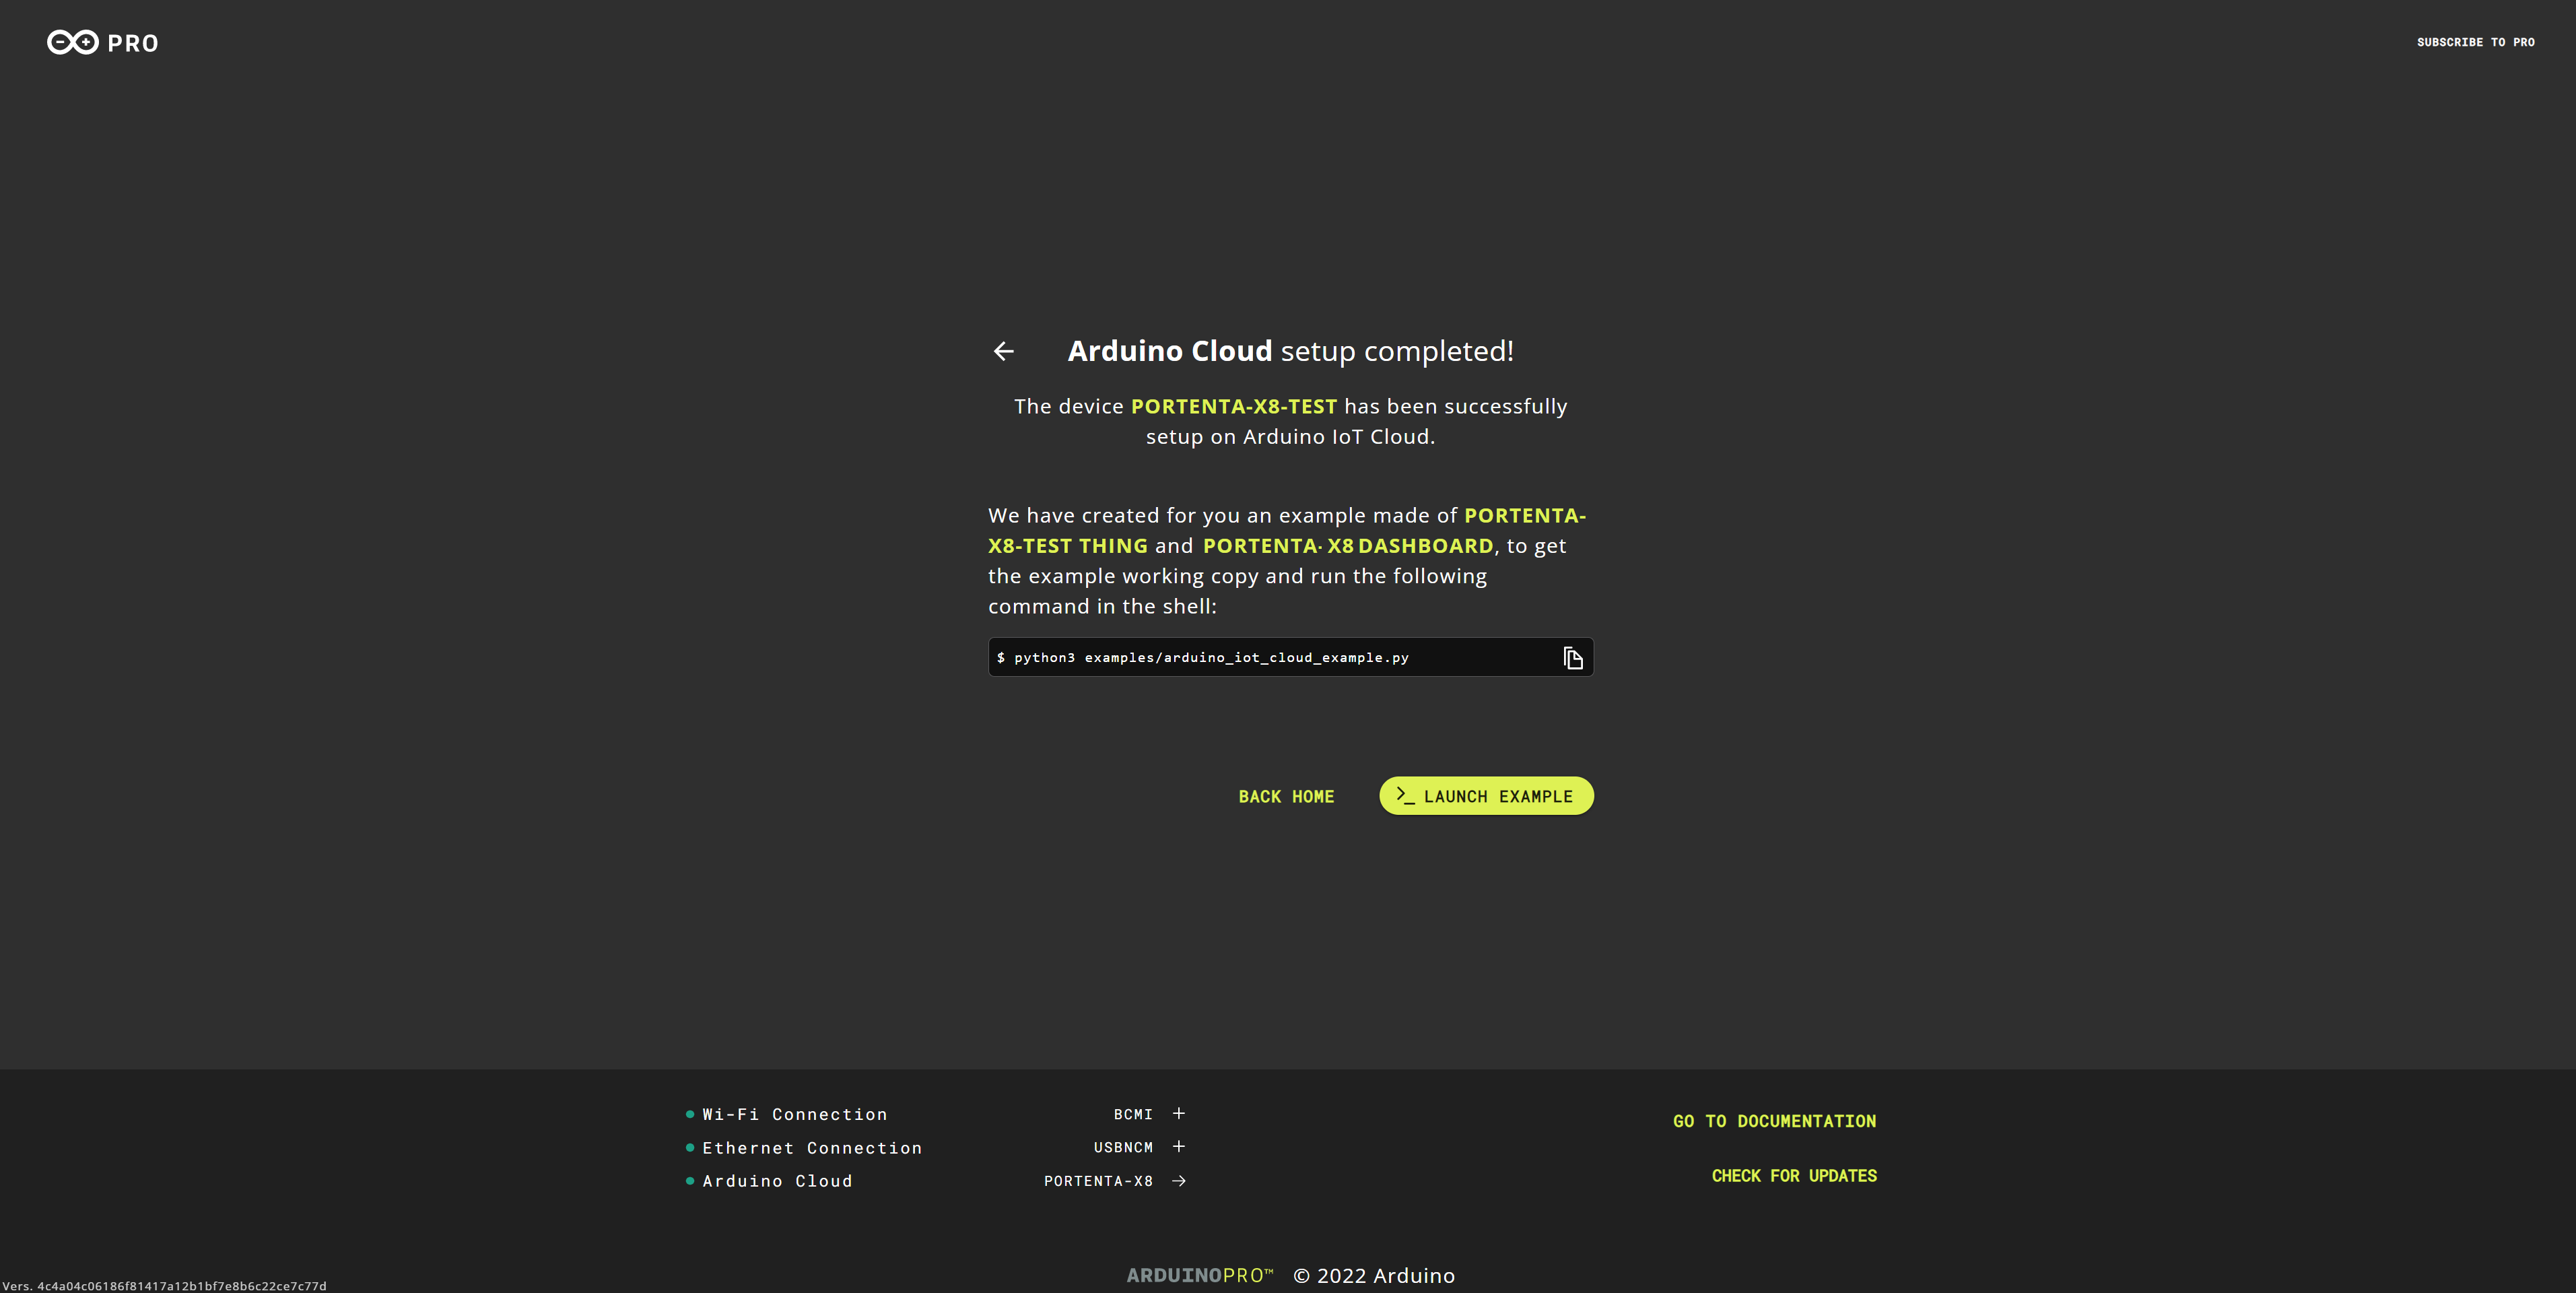 PRO
SUBSCRIBE TO PRO
Arduino Cloud setup completed!
The device PORTENTA-X8-TEST has been successfully
setup on Arduino IoT Cloud.
We have created for you an example made of PORTENTA-
X8-TEST THING and PORTENTA- X8 DASHBOARD, to get
the example working copy and run the following
command in the shell:
$ python3 examples/arduino_iot_cloud_example.py
BACK HOME
>_ LAUNCH EXAMPLE
Wi-Fi Connection BCMI +
Ethernet Connection USBNCM +
Arduino Cloud PORTENTA-X8 →
GO TO DOCUMENTATION
CHECK FOR UPDATES
ARDUINOPRO™ © 2022 Arduino
Vers. 4c4a04c06186f81417a12b1bf7e8b6c22ce7c77d